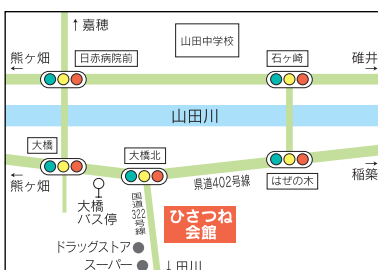 ↑嘉穂
山田中学校
熊ヶ畑
←
日赤病院前
石ヶ崎
碓井
→
山田川
大橋
大橋北
はぜの木
←
熊ヶ畑
県道402号線
→
稲築
大橋
バス停
国道322号線
ひさつね
会館
ドラッグストア
スーパー
↓田川